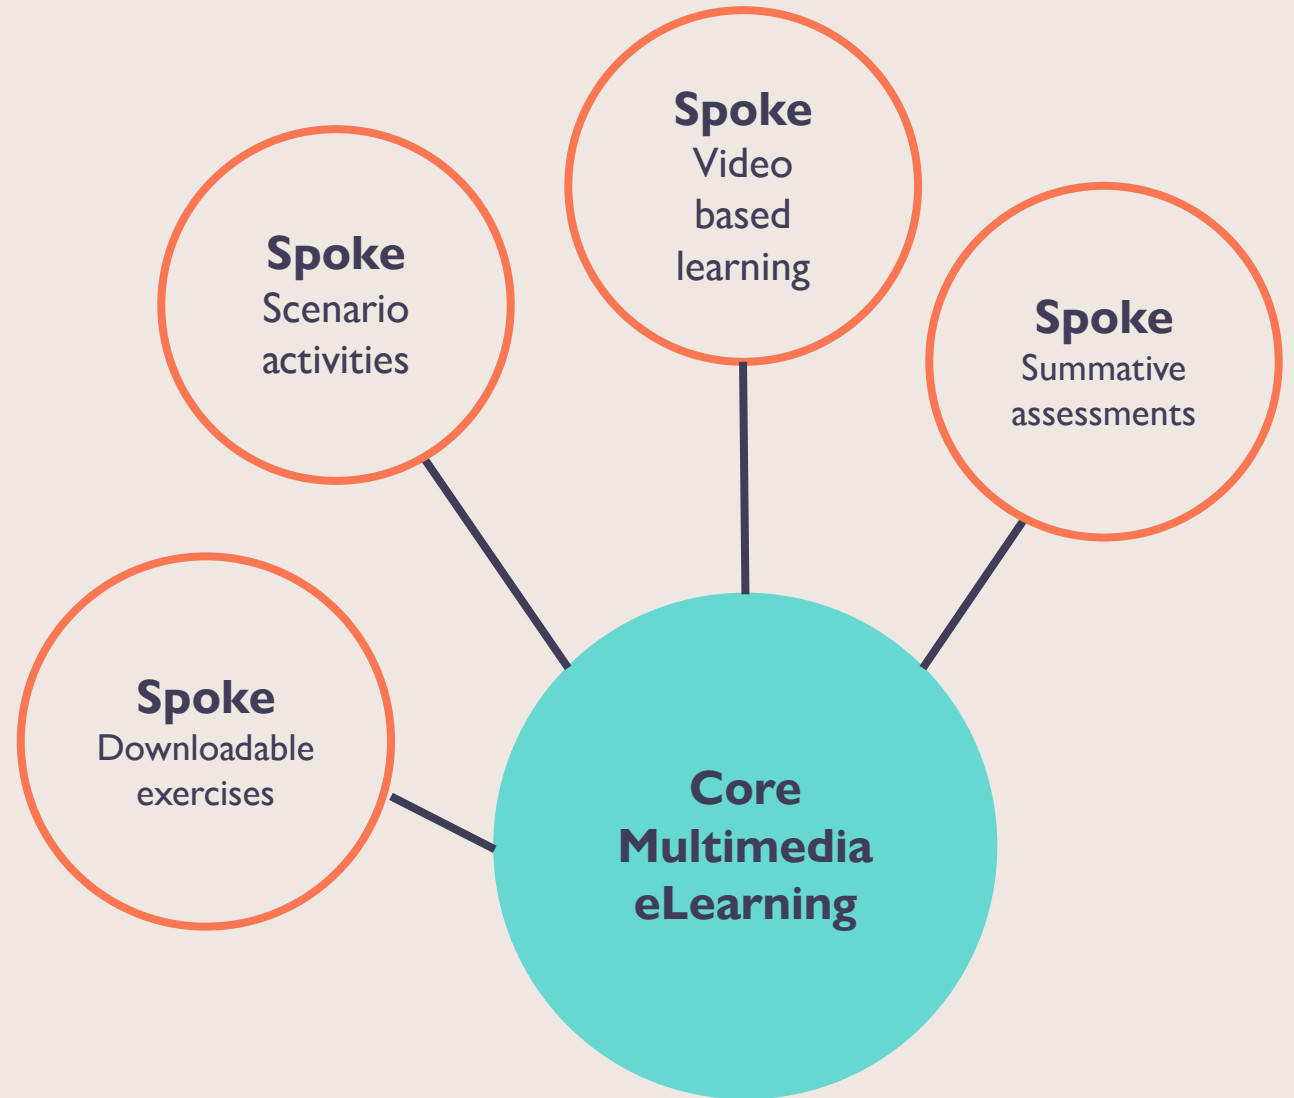 Spoke
Video
based
learning
Spoke
Scenario
activities
Spoke
Summative
assessments
Spoke
Downloadable
exercises
Core
Multimedia
eLearning